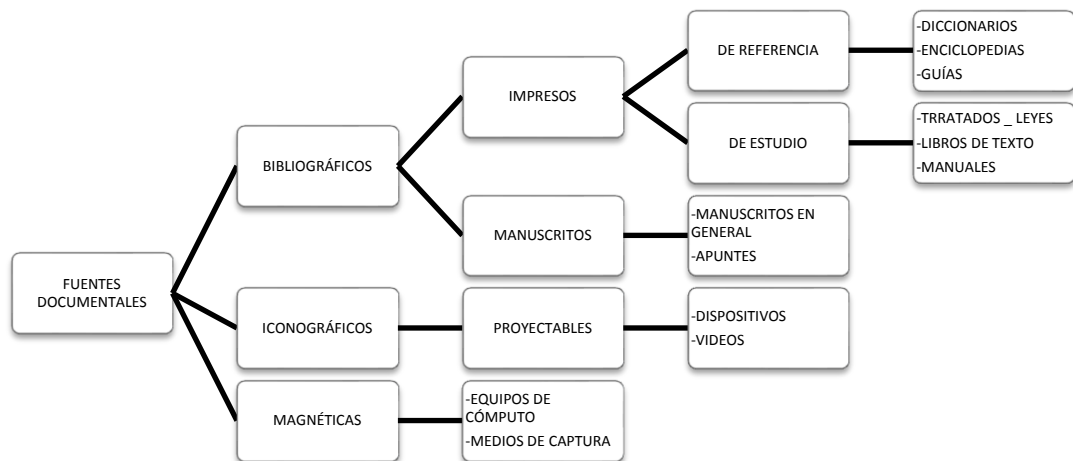 FUENTES
DOCUMENTALES
BIBLIOGRÁFICOS
IMPRESOS
DE REFERENCIA
-DICCIONARIOS
-ENCICLOPEDIAS
-GUÍAS
DE ESTUDIO
-TRRATADOS _ LEYES
-LIBROS DE TEXTO
-MANUALES
MANUSCRITOS
-MANUSCRITOS EN
GENERAL
-APUNTES
ICONOGRÁFICOS
PROYECTABLES
-DISPOSITIVOS
-VIDEOS
MAGNÉTICAS
-EQUIPOS DE
CÓMPUTO
-MEDIOS DE CAPTURA